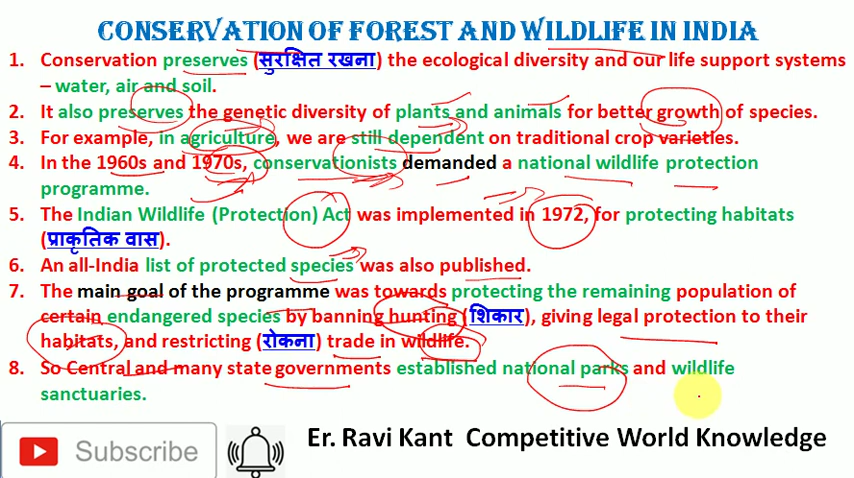 CONSERVATION OF FOREST AND WILDLIFE IN INDIA
1. Conservation preserves (सुरक्षित रखना) the ecological diversity and our life support systems
– water, air and soil.
2. It also preserves the genetic diversity of plants and animals for better growth of species.
3. For example, in agriculture, we are still dependent on traditional crop varieties.
4. In the 1960s and 1970s, conservationists demanded a national wildlife protection
programme.
5. The Indian Wildlife (Protection) Act was implemented in 1972, for protecting habitats
(प्राकृतिक वास).
6. An all-India list of protected species was also published.
7. The main goal of the programme was towards protecting the remaining population of
certain endangered species by banning hunting (शिकार), giving legal protection to their
habitats, and restricting (रोकना) trade in wildlife.
8. So Central and many state governments established national parks and wildlife
sanctuaries.
Subscribe
Er. Ravi Kant Competitive World Knowledge